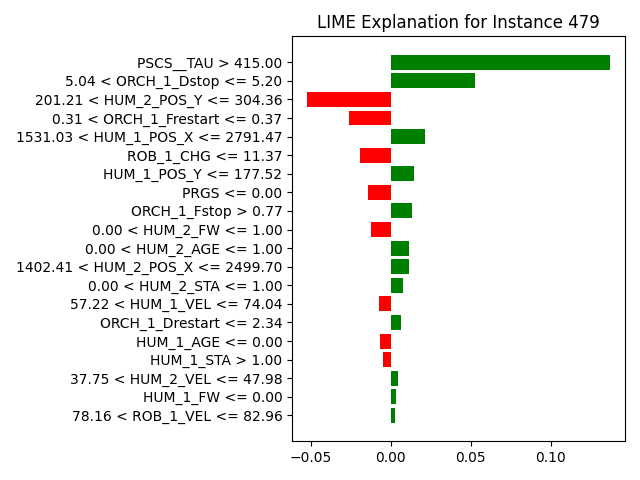 LIME Explanation for Instance 479
PSCS__TAU > 415.00
5.04 < ORCH_1_Dstop <= 5.20
201.21 < HUM_2_POS_Y <= 304.36
0.31 < ORCH_1_Frestart <= 0.37
1531.03 < HUM_1_POS_X <= 2791.47
ROB_1_CHG <= 11.37
HUM_1_POS_Y <= 177.52
PRGS <= 0.00
ORCH_1_Fstop > 0.77
0.00 < HUM_2_FW <= 1.00
0.00 < HUM_2_AGE <= 1.00
1402.41 < HUM_2_POS_X <= 2499.70
0.00 < HUM_2_STA <= 1.00
57.22 < HUM_1_VEL <= 74.04
ORCH_1_Drestart <= 2.34
HUM_1_AGE <= 0.00
HUM_1_STA > 1.00
37.75 < HUM_2_VEL <= 47.98
HUM_1_FW <= 0.00
78.16 < ROB_1_VEL <= 82.96
−0.05 0.00 0.05 0.10